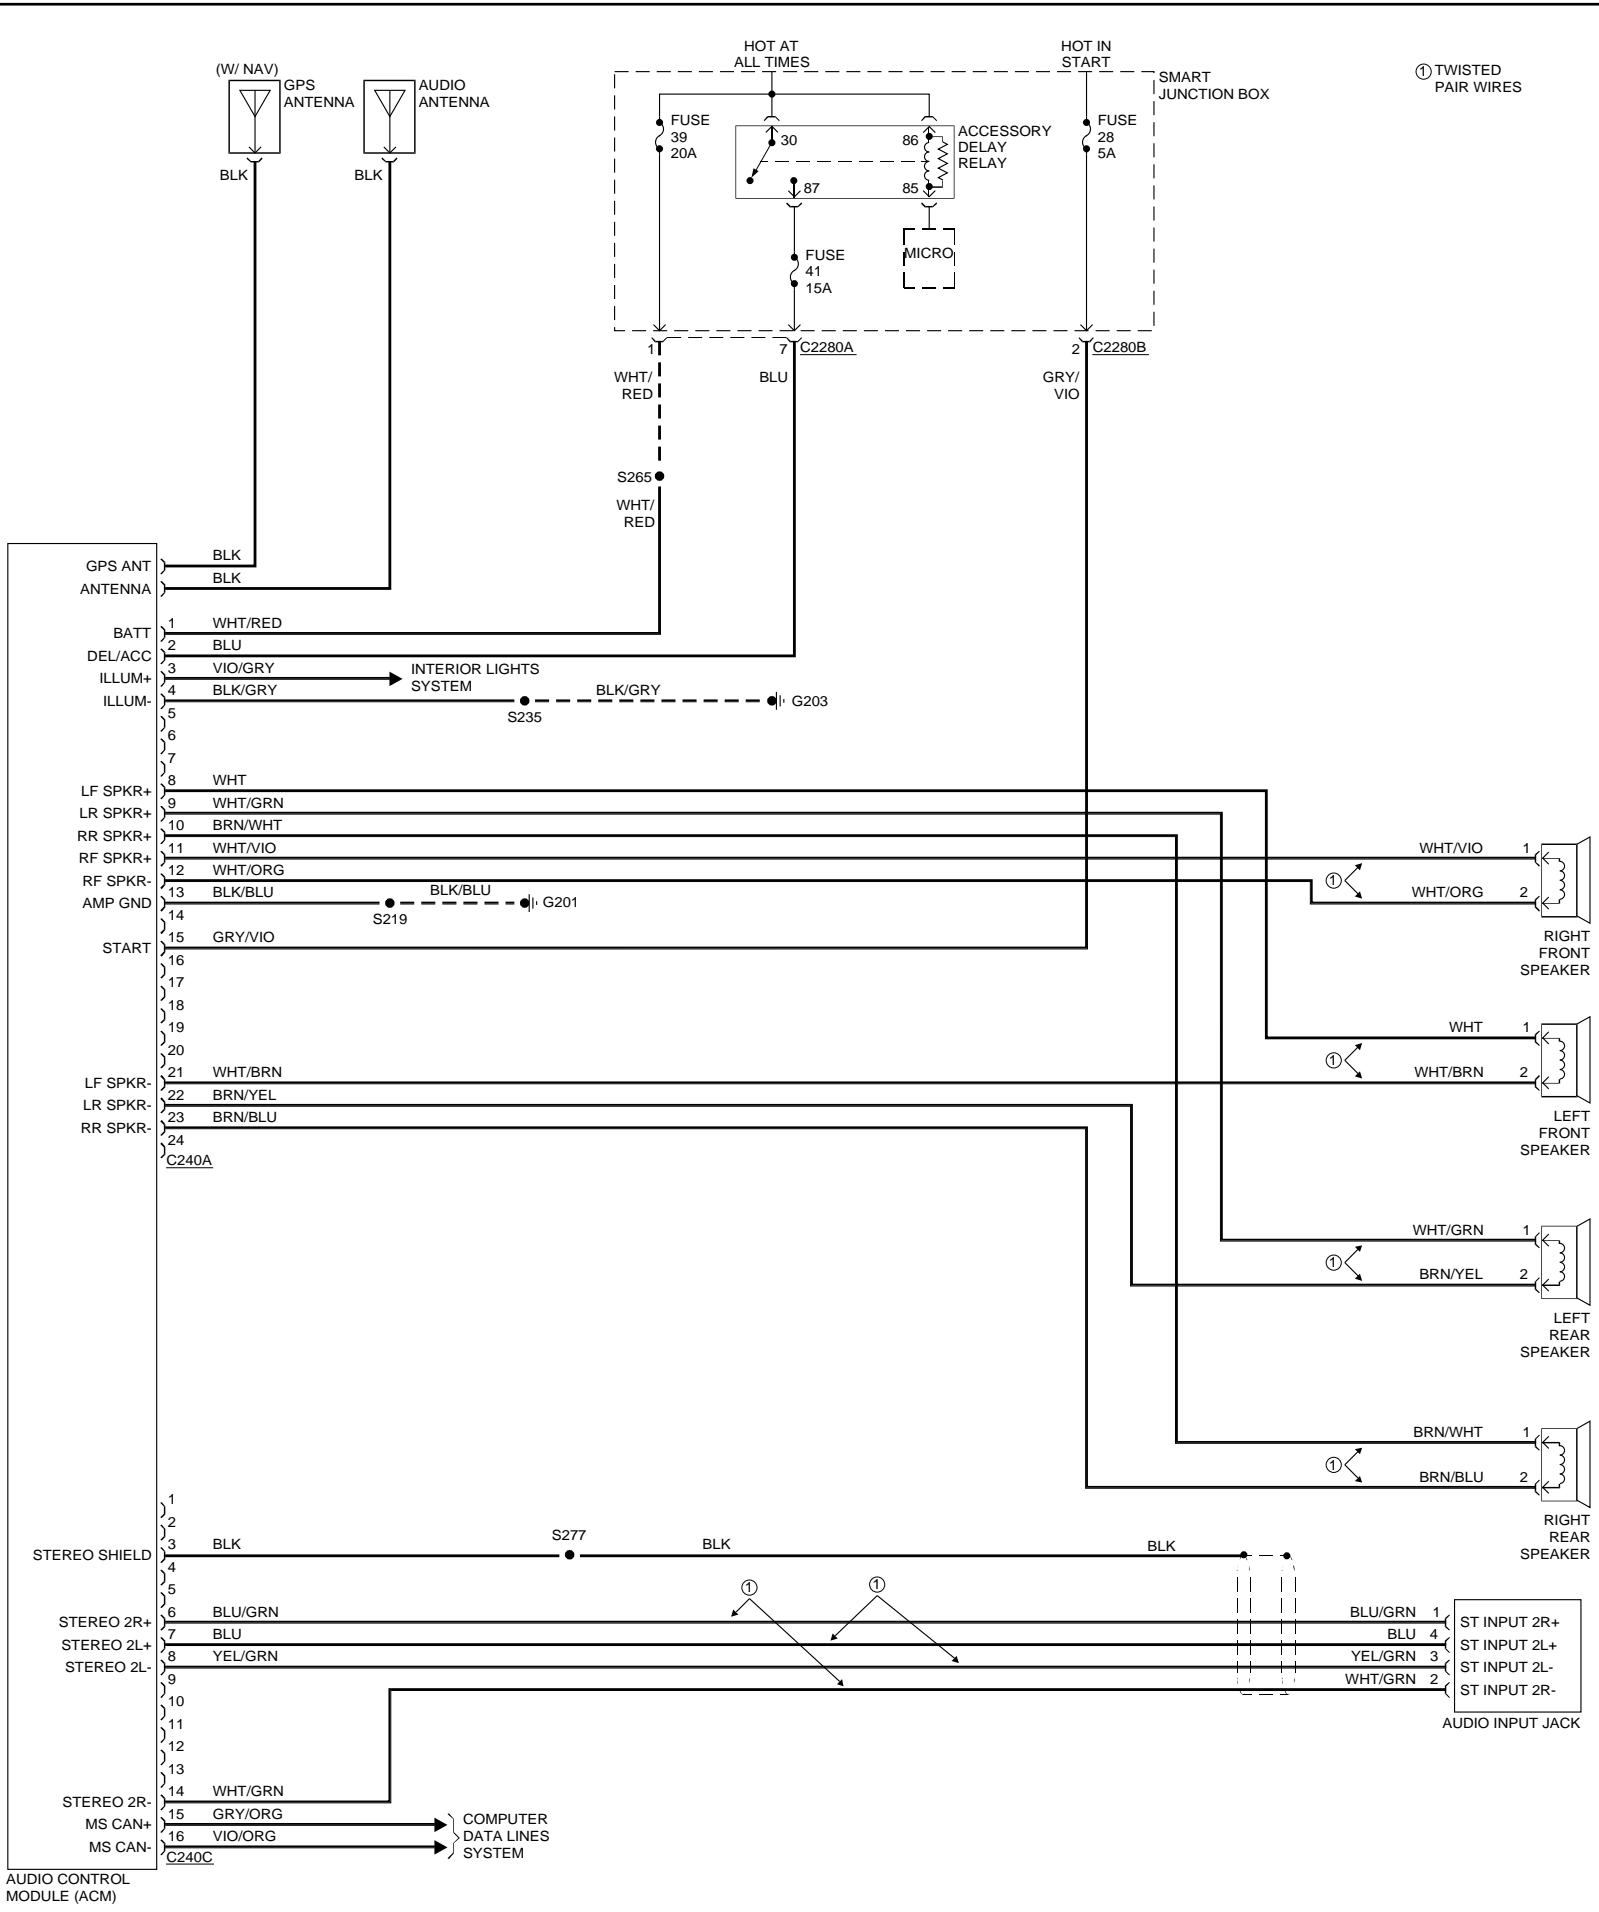 HOT AT
ALL TIMES
HOT IN
START
SMART
JUNCTION BOX
① TWISTED
PAIR WIRES
(W/ NAV)
GPS
ANTENNA
AUDIO
ANTENNA
BLK
BLK
FUSE
39
20A
30
86
87
85
ACCESSORY
DELAY
RELAY
FUSE
28
5A
FUSE
41
15A
MICRO
1
7
C2280A
2
C2280B
WHT/
RED
BLU
GRY/
VIO
S265
WHT/
RED
GPS ANT
BLK
ANTENNA
BLK
BATT
1
WHT/RED
DEL/ACC
2
BLU
ILLUM+
3
VIO/GRY
INTERIOR LIGHTS
SYSTEM
ILLUM-
4
BLK/GRY
S235
BLK/GRY
G203
5
6
7
LF SPKR+
8
WHT
LR SPKR+
9
WHT/GRN
RR SPKR+
10
BRN/WHT
RF SPKR+
11
WHT/VIO
RF SPKR-
12
WHT/ORG
AMP GND
13
BLK/BLU
S219
BLK/BLU
G201
14
START
15
GRY/VIO
16
17
18
19
20
LF SPKR-
21
WHT/BRN
LR SPKR-
22
BRN/YEL
RR SPKR-
23
BRN/BLU
24
C240A
WHT/VIO 1
①
WHT/ORG 2
RIGHT
FRONT
SPEAKER
WHT 1
①
WHT/BRN 2
LEFT
FRONT
SPEAKER
WHT/GRN 1
①
BRN/YEL 2
LEFT
REAR
SPEAKER
BRN/WHT 1
①
BRN/BLU 2
RIGHT
REAR
SPEAKER
1
2
STEREO SHIELD
3
BLK
S277
BLK
BLK
4
5
①
①
STEREO 2R+
6
BLU/GRN
BLU/GRN 1
ST INPUT 2R+
STEREO 2L+
7
BLU
BLU 4
ST INPUT 2L+
STEREO 2L-
8
YEL/GRN
YEL/GRN 3
ST INPUT 2L-
9
WHT/GRN 2
ST INPUT 2R-
AUDIO INPUT JACK
10
11
12
13
STEREO 2R-
14
WHT/GRN
MS CAN+
15
GRY/ORG
MS CAN-
16
VIO/ORG
COMPUTER
DATA LINES
SYSTEM
C240C
AUDIO CONTROL
MODULE (ACM)